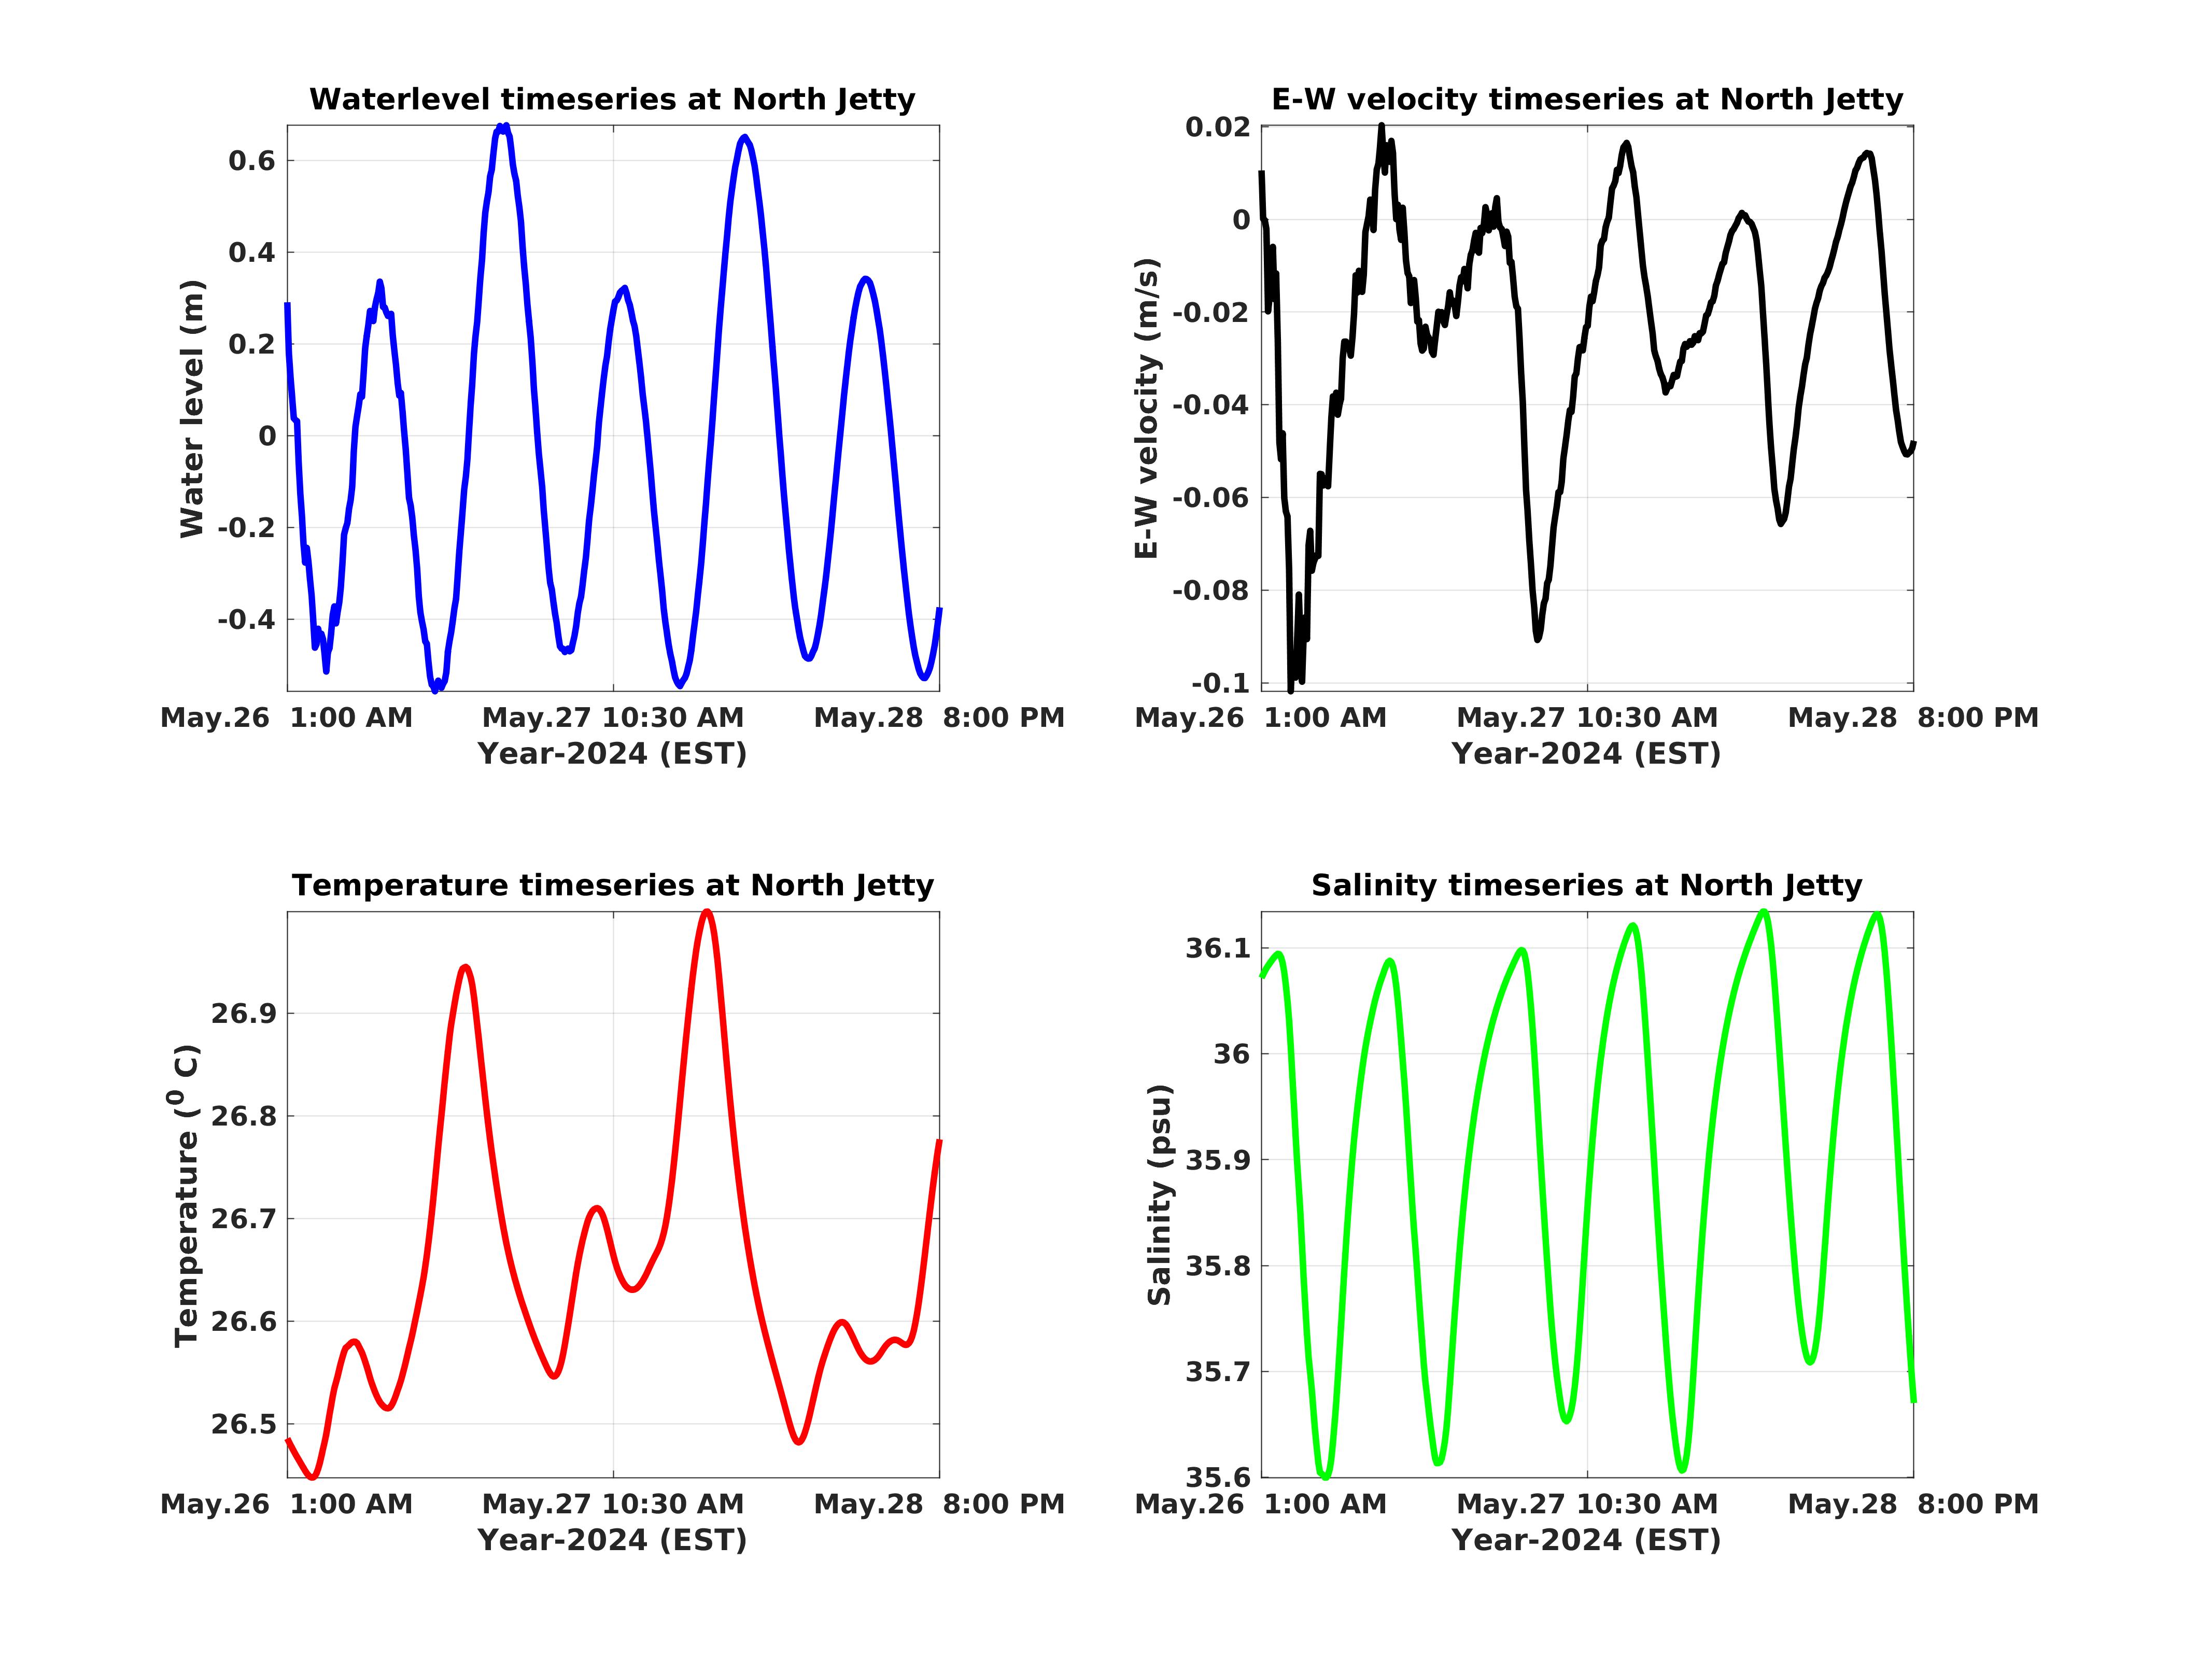 Waterlevel timeseries at North Jetty
0.6
0.4
0.2
0
-0.2
-0.4
Water level (m)
May.26 1:00 AM May.27 10:30 AM May.28 8:00 PM
Year-2024 (EST)
E-W velocity timeseries at North Jetty
0.02
0
-0.02
-0.04
-0.06
-0.08
-0.1
E-W velocity (m/s)
May.26 1:00 AM May.27 10:30 AM May.28 8:00 PM
Year-2024 (EST)
Temperature timeseries at North Jetty
26.9
26.8
26.7
26.6
26.5
Temperature (⁰ C)
May.26 1:00 AM May.27 10:30 AM May.28 8:00 PM
Year-2024 (EST)
Salinity timeseries at North Jetty
36.1
36
35.9
35.8
35.7
35.6
Salinity (psu)
May.26 1:00 AM May.27 10:30 AM May.28 8:00 PM
Year-2024 (EST)